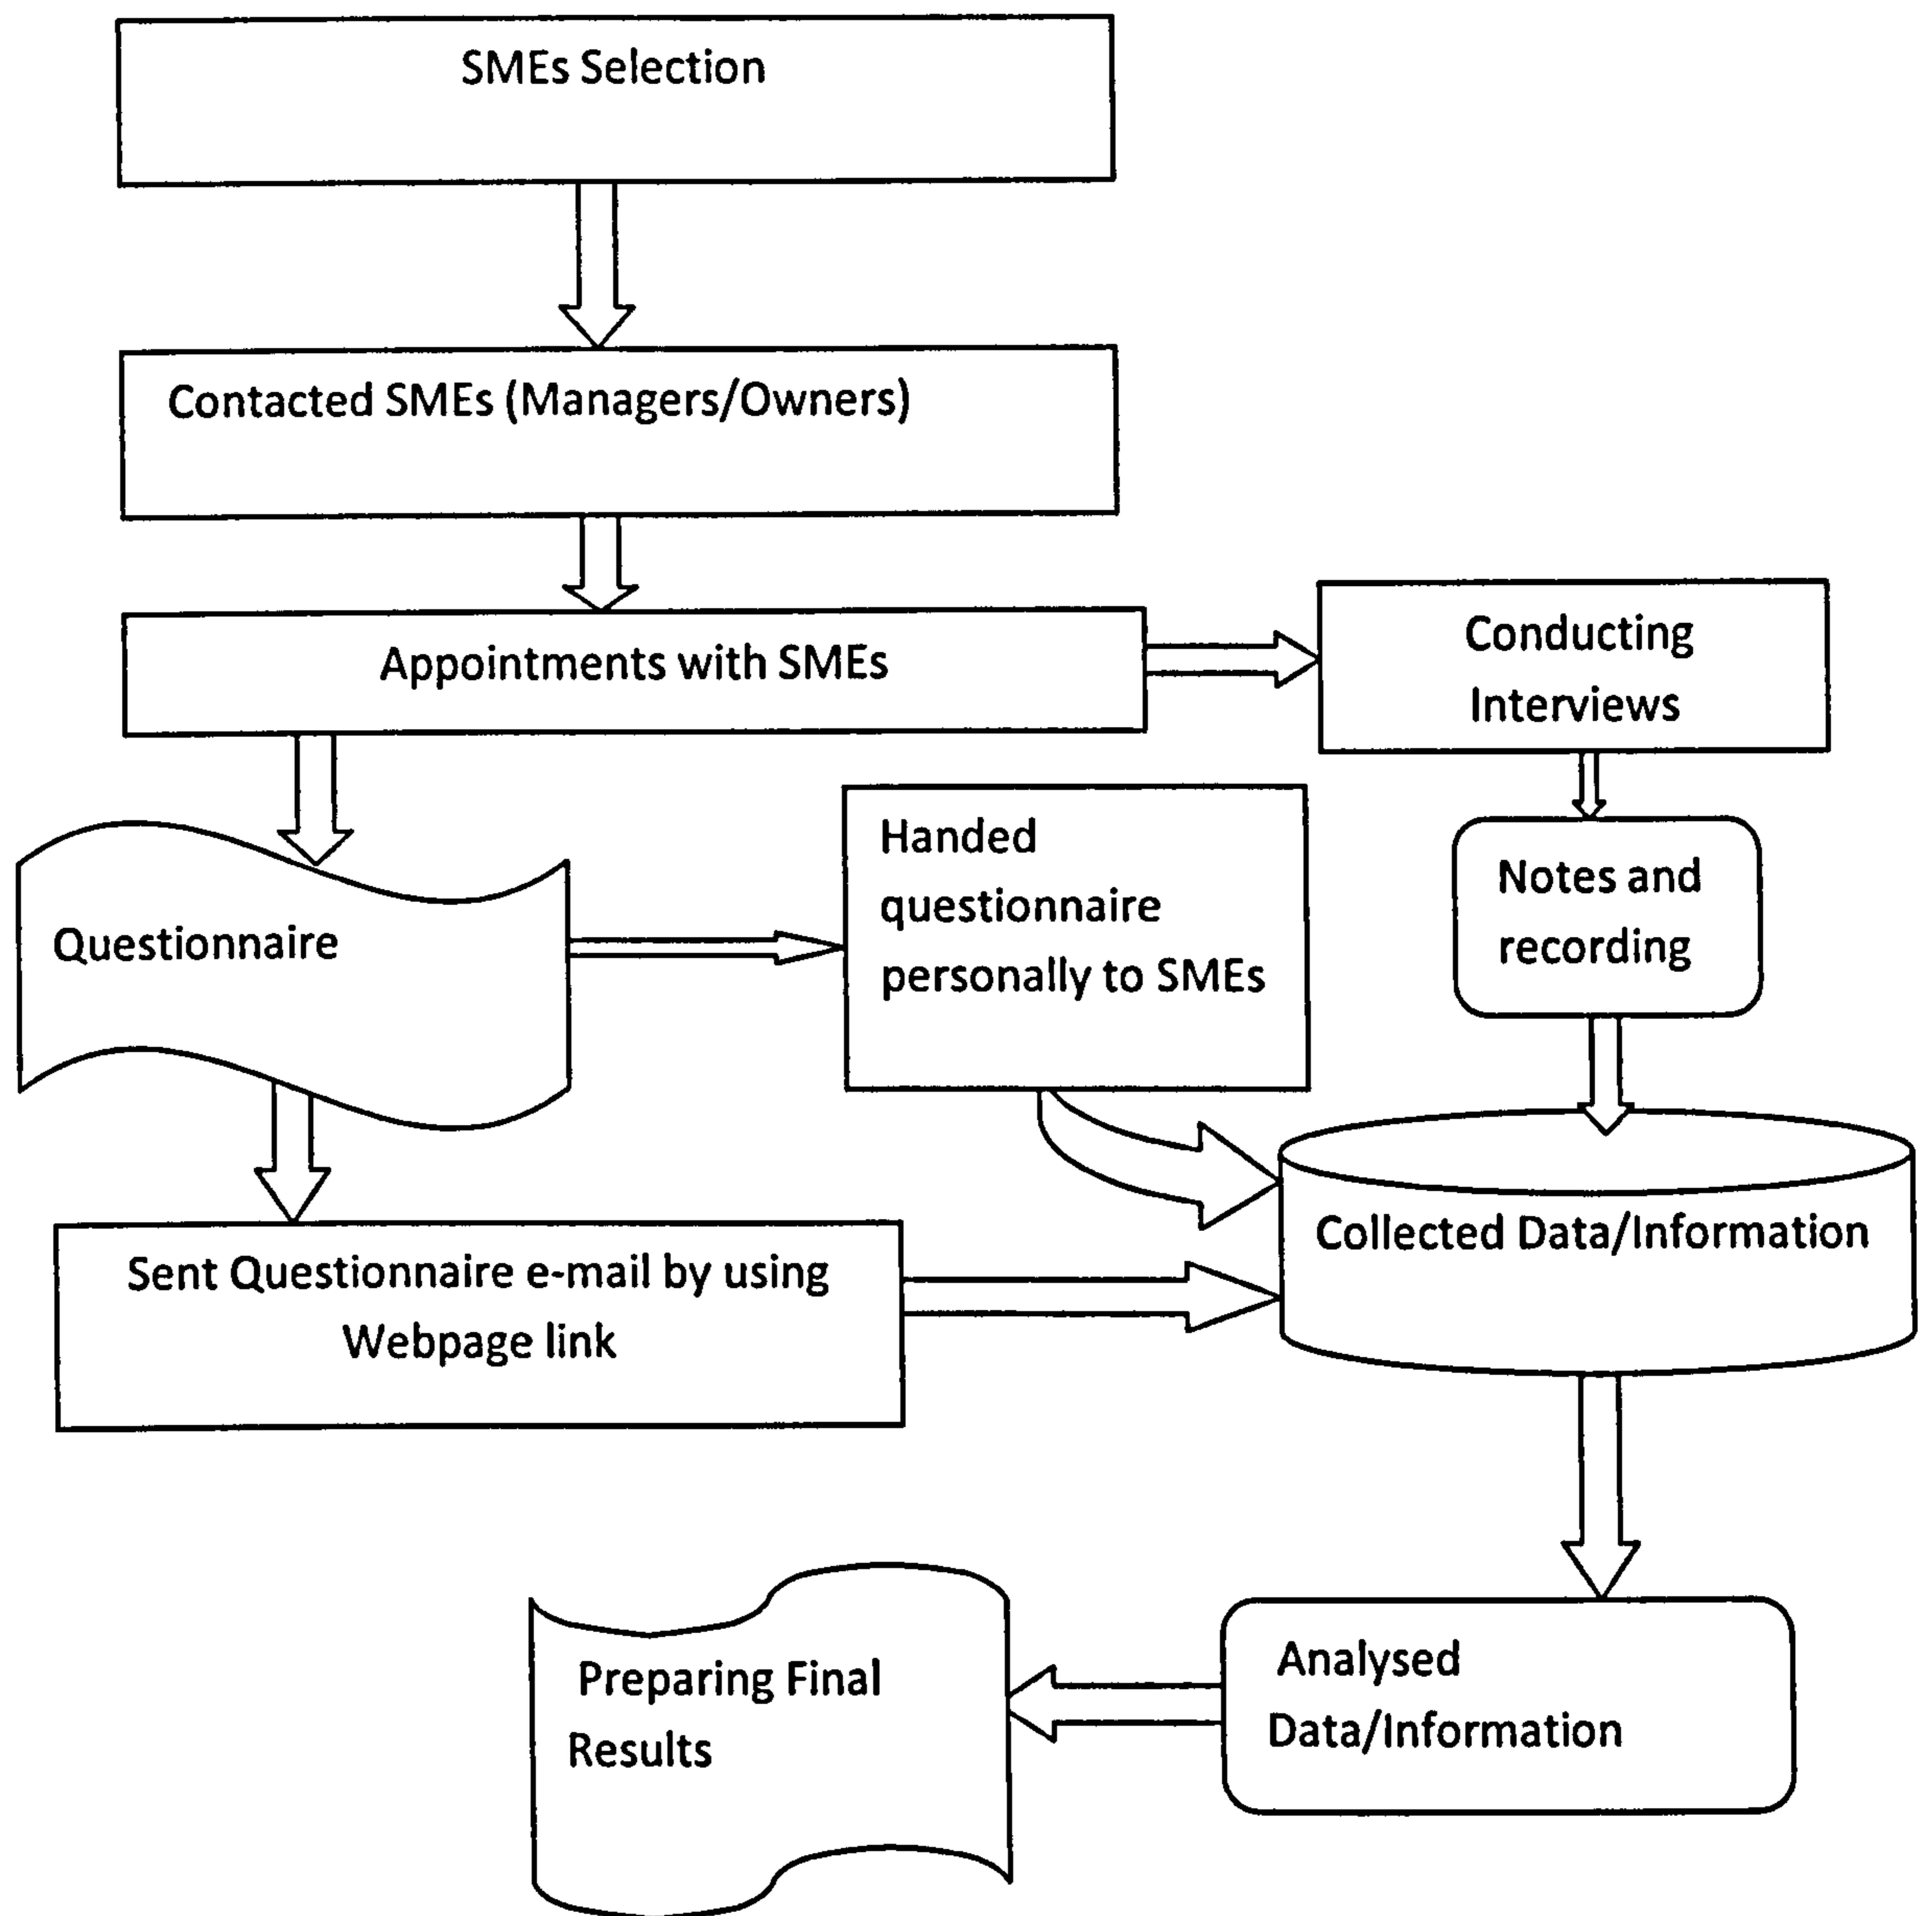 SMEs Selection
Contacted SMEs (Managers/Owners)
Appointments with SMEs
Conducting
Interviews
Questionnaire
Handed
questionnaire
personally to SMEs
Notes and
recording
Sent Questionnaire e-mail by using
Webpage link
Collected Data/Information
Analysed
Data/Information
Preparing Final
Results